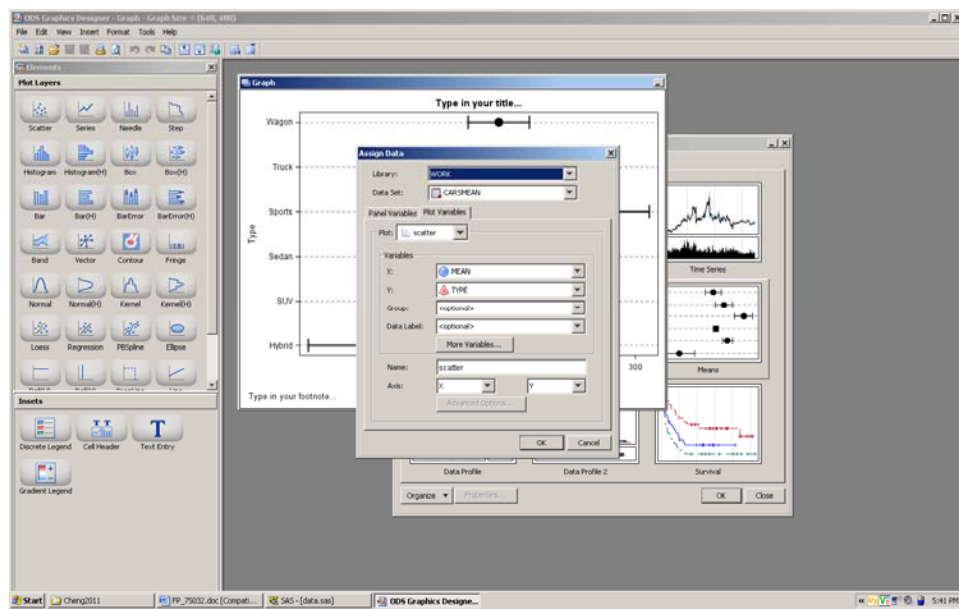 ODS Graphics Designer - Graph - Graph Size = (640, 480)
File Edit View Insert Format Tools Help
Elements
Plot Layers
Scatter Series Needle Step
Histogram Histogram(H) Box Box(H)
Bar Bar(H) BarError BarError(H)
Band Vector Contour Fringe
Normal Normal(H) Kernel Kernel(H)
Loess Regression PBSpline Ellipse
Insets
Discrete Legend Cell Header Text Entry
Gradient Legend
Graph
Type in your title...
Wagon
Truck
Sports
Sedan
SUV
Hybrid
Type
300
Type in your footnote...
Assign Data
Library: WORK
Data Set: CARSMEAN
Panel Variables Plot Variables
Plot: scatter
Variables
X: MEAN
Y: TYPE
Group: <optional>
Data Label: <optional>
More Variables...
Name: scatter
Axis: X Y
Advanced Options...
OK Cancel
Time Series
Means
Data Profile Data Profile 2 Survival
Organize Properties... OK Close
Start Cheng2011 FP_75032.doc [Compati... SAS - [data.sas] ODS Graphics Designe... 5:41 PM